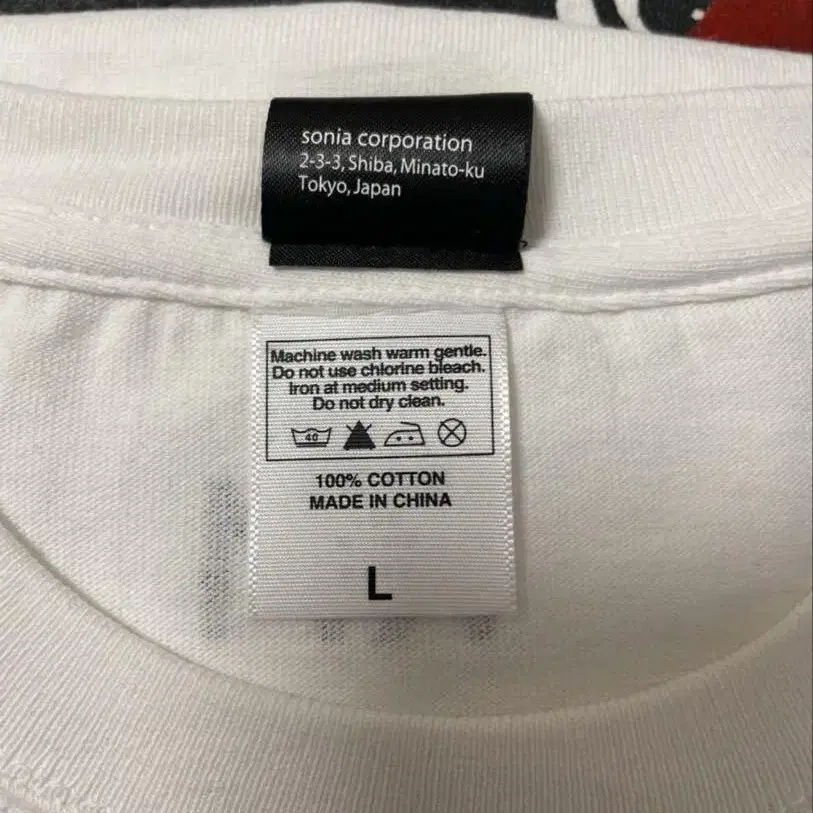 sonia corporation
2-3-3, Shiba, Minato-ku
Tokyo, Japan
Machine wash warm gentle.
Do not use chlorine bleach.
Iron at medium setting.
Do not dry clean.
40
100% COTTON
MADE IN CHINA
L